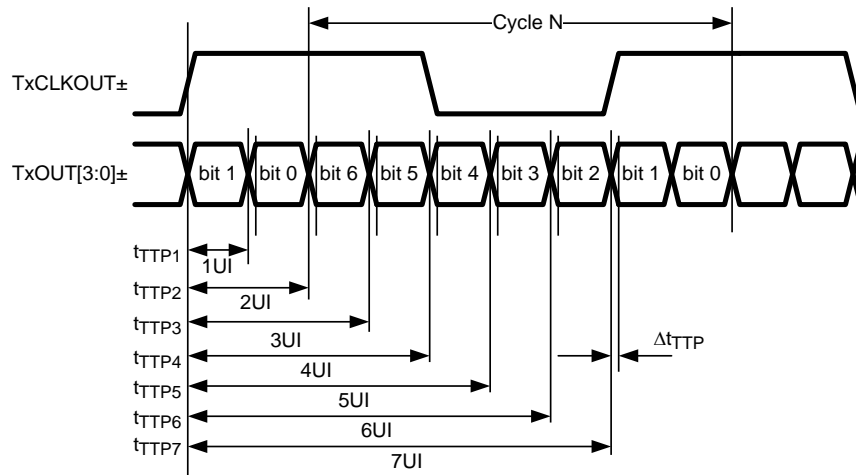 Cycle N
TxCLKOUT±
TxOUT[3:0]±
bit 1
bit 0
bit 6
bit 5
bit 4
bit 3
bit 2
bit 1
bit 0
tTTP1
1UI
tTTP2
2UI
tTTP3
3UI
tTTP4
ΔtTTP
4UI
tTTP5
5UI
tTTP6
6UI
tTTP7
7UI